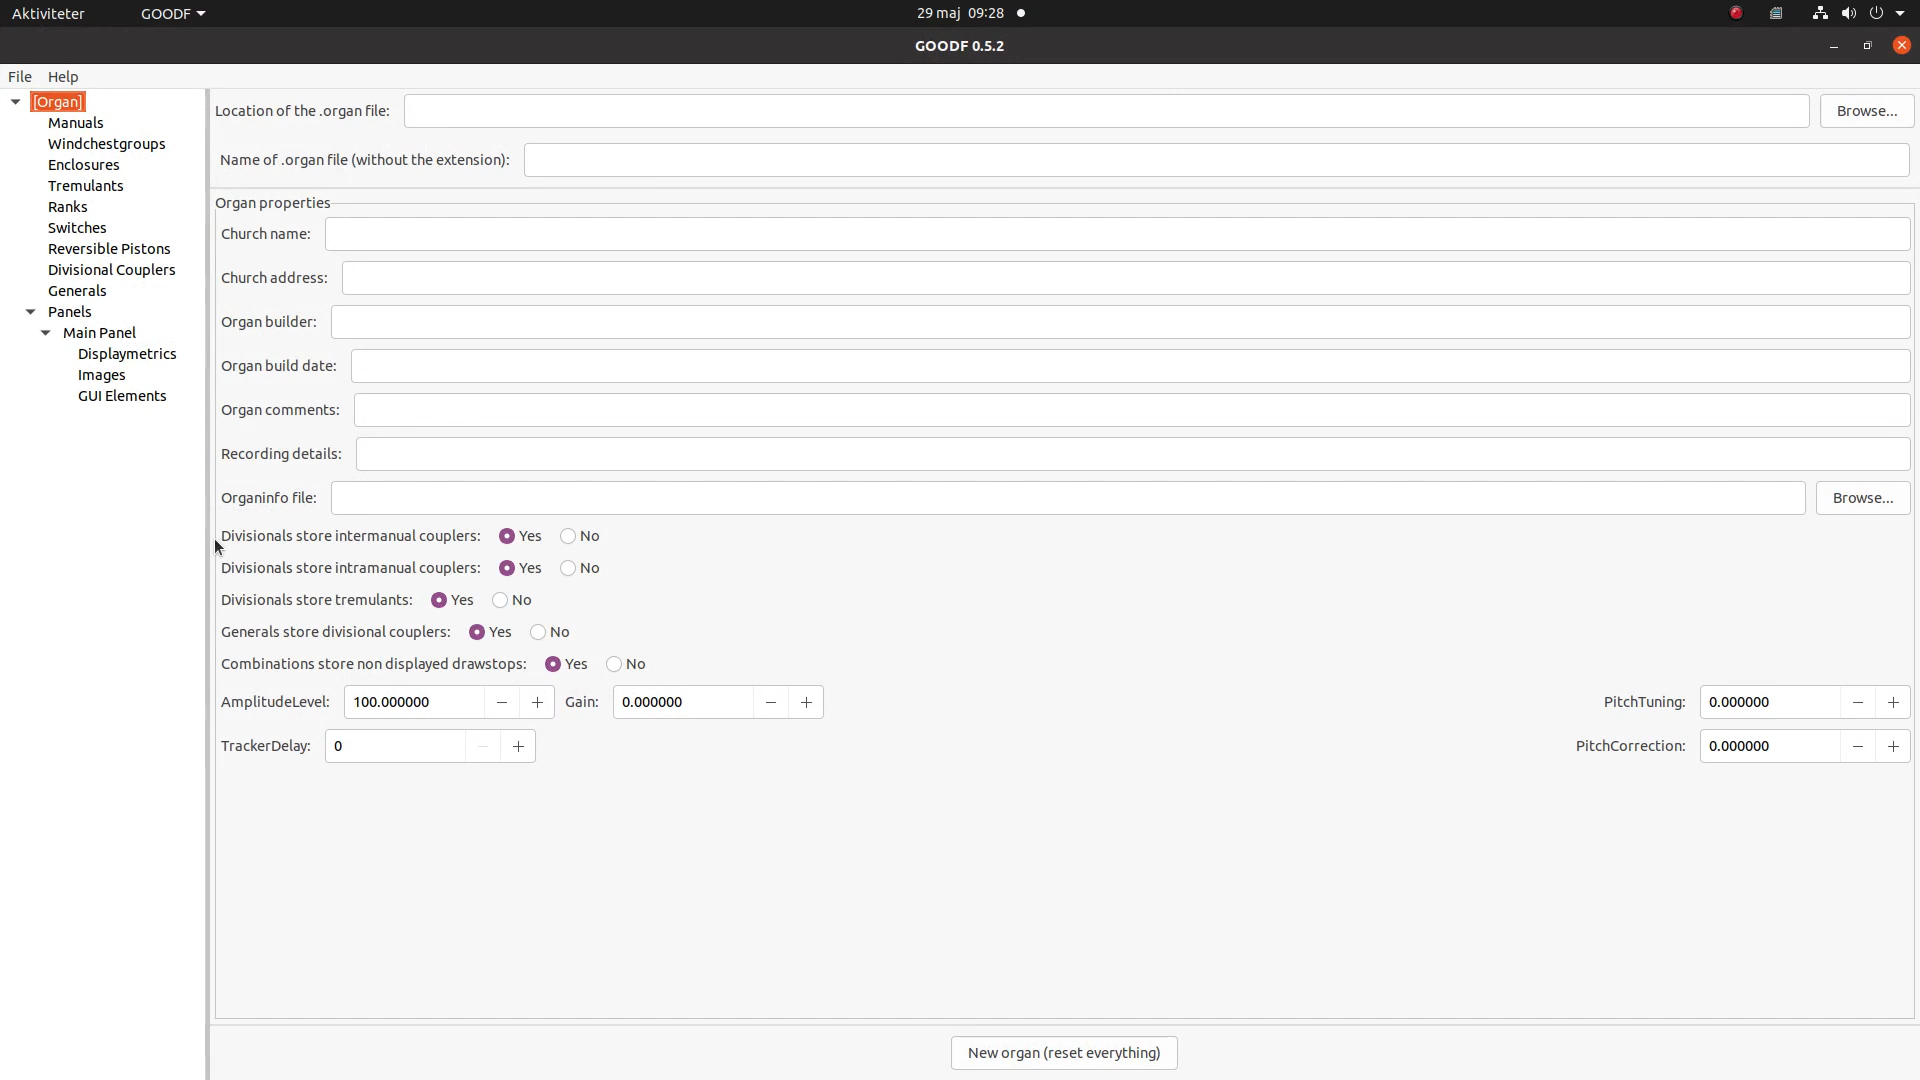 Aktiviteter GOODF 29 maj 09:28
GOODF 0.5.2
File Help
[Organ]
Manuals
Windchestgroups
Enclosures
Tremulants
Ranks
Switches
Reversible Pistons
Divisional Couplers
Generals
Panels
Main Panel
Displaymetrics
Images
GUI Elements
Location of the .organ file: Browse...
Name of .organ file (without the extension):
Organ properties
Church name:
Church address:
Organ builder:
Organ build date:
Organ comments:
Recording details:
Organinfo file: Browse...
Divisionals store intermanual couplers: Yes No
Divisionals store intramanual couplers: Yes No
Divisionals store tremulants: Yes No
Generals store divisional couplers: Yes No
Combinations store non displayed drawstops: Yes No
AmplitudeLevel: 100.000000 − + Gain: 0.000000 − + PitchTuning: 0.000000 − +
TrackerDelay: 0 − + PitchCorrection: 0.000000 − +
New organ (reset everything)